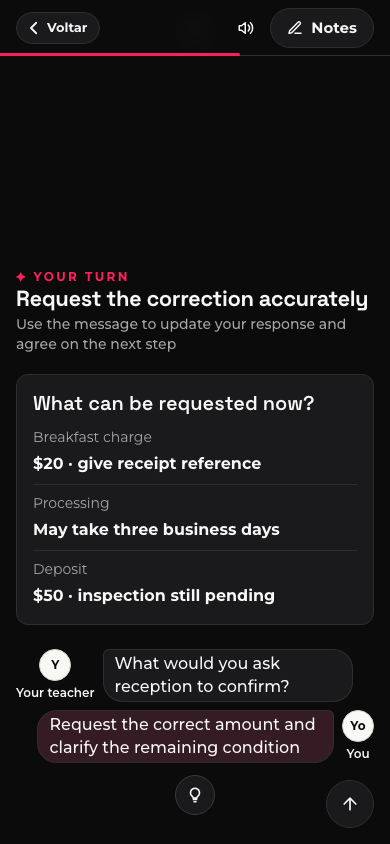 Voltar
Notes
YOUR TURN
Request the correction accurately
Use the message to update your response and
agree on the next step
What can be requested now?
Breakfast charge
$20 · give receipt reference
Processing
May take three business days
Deposit
$50 · inspection still pending
Y
Your teacher
What would you ask
reception to confirm?
Request the correct amount and
clarify the remaining condition
Yo
You